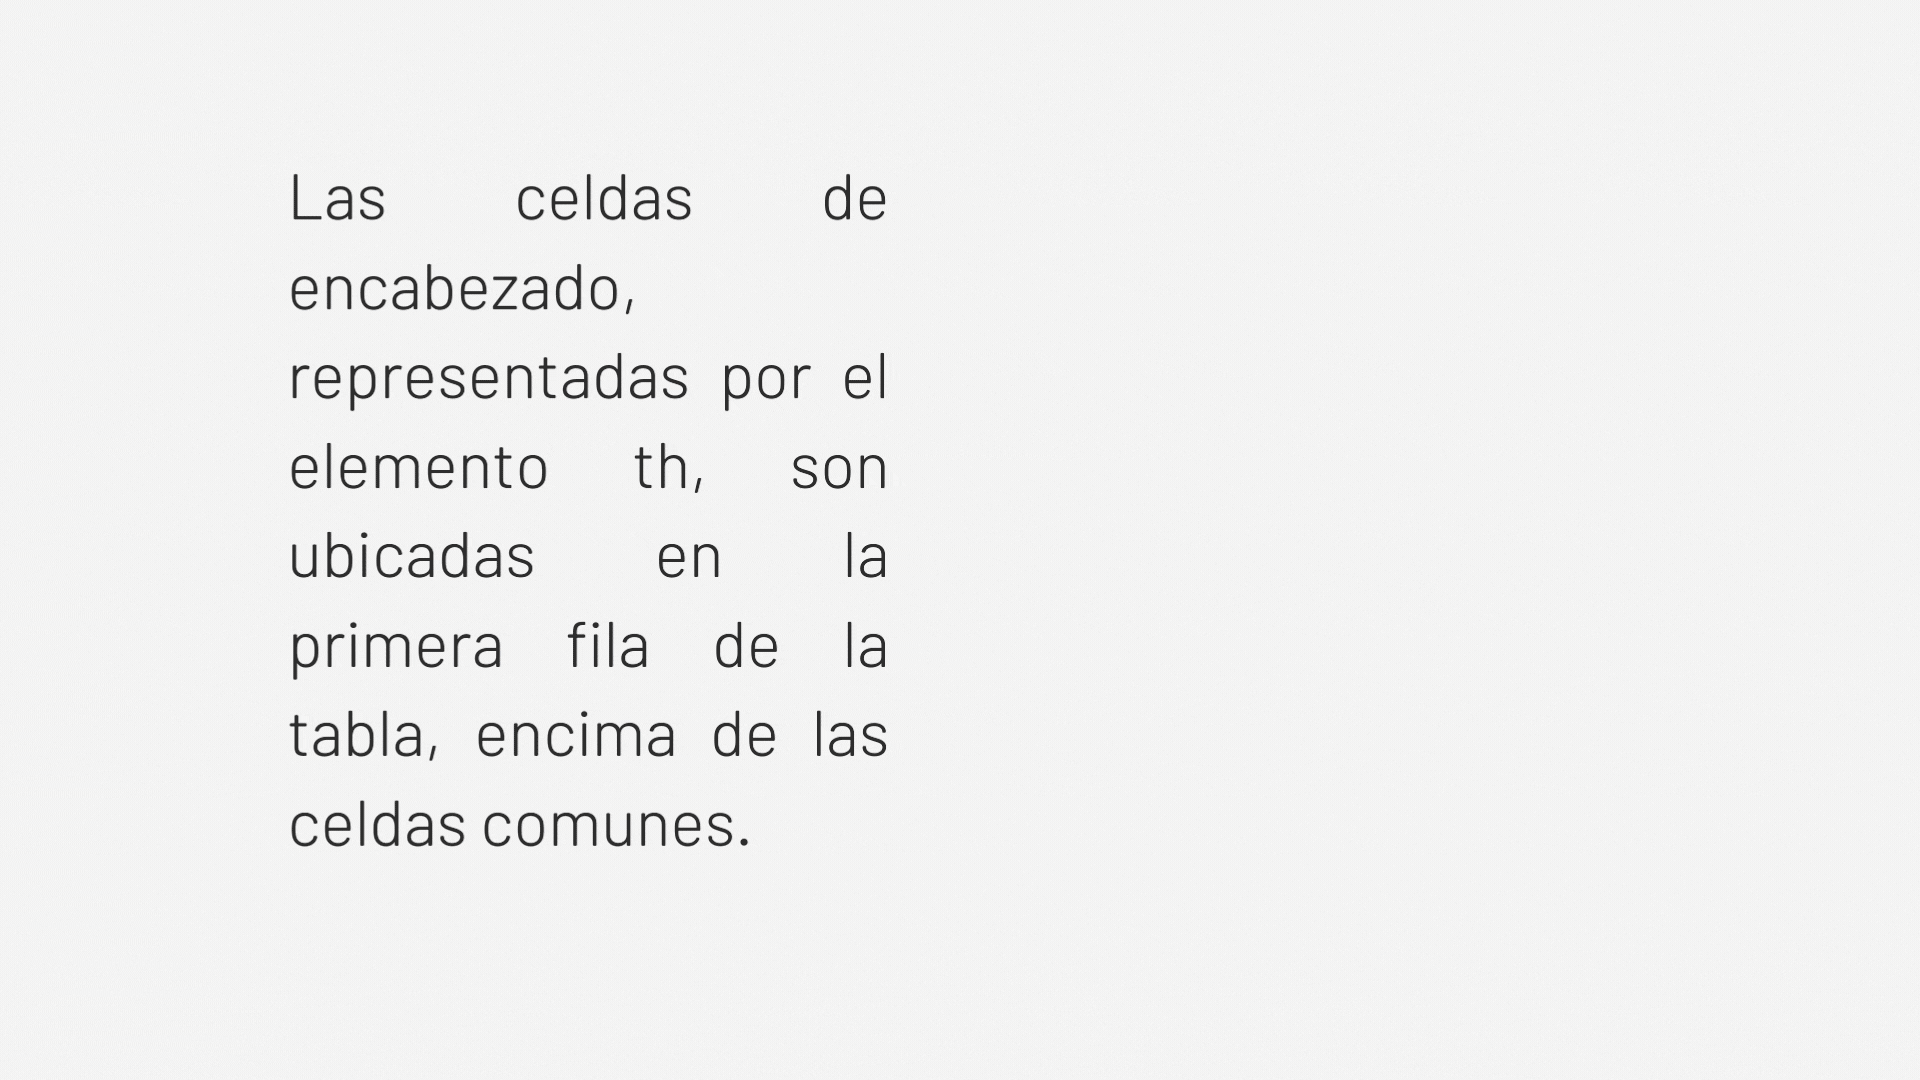 Las celdas de
encabezado,
representadas por el
elemento th, son
ubicadas en la
primera fila de la
tabla, encima de las
celdas comunes.